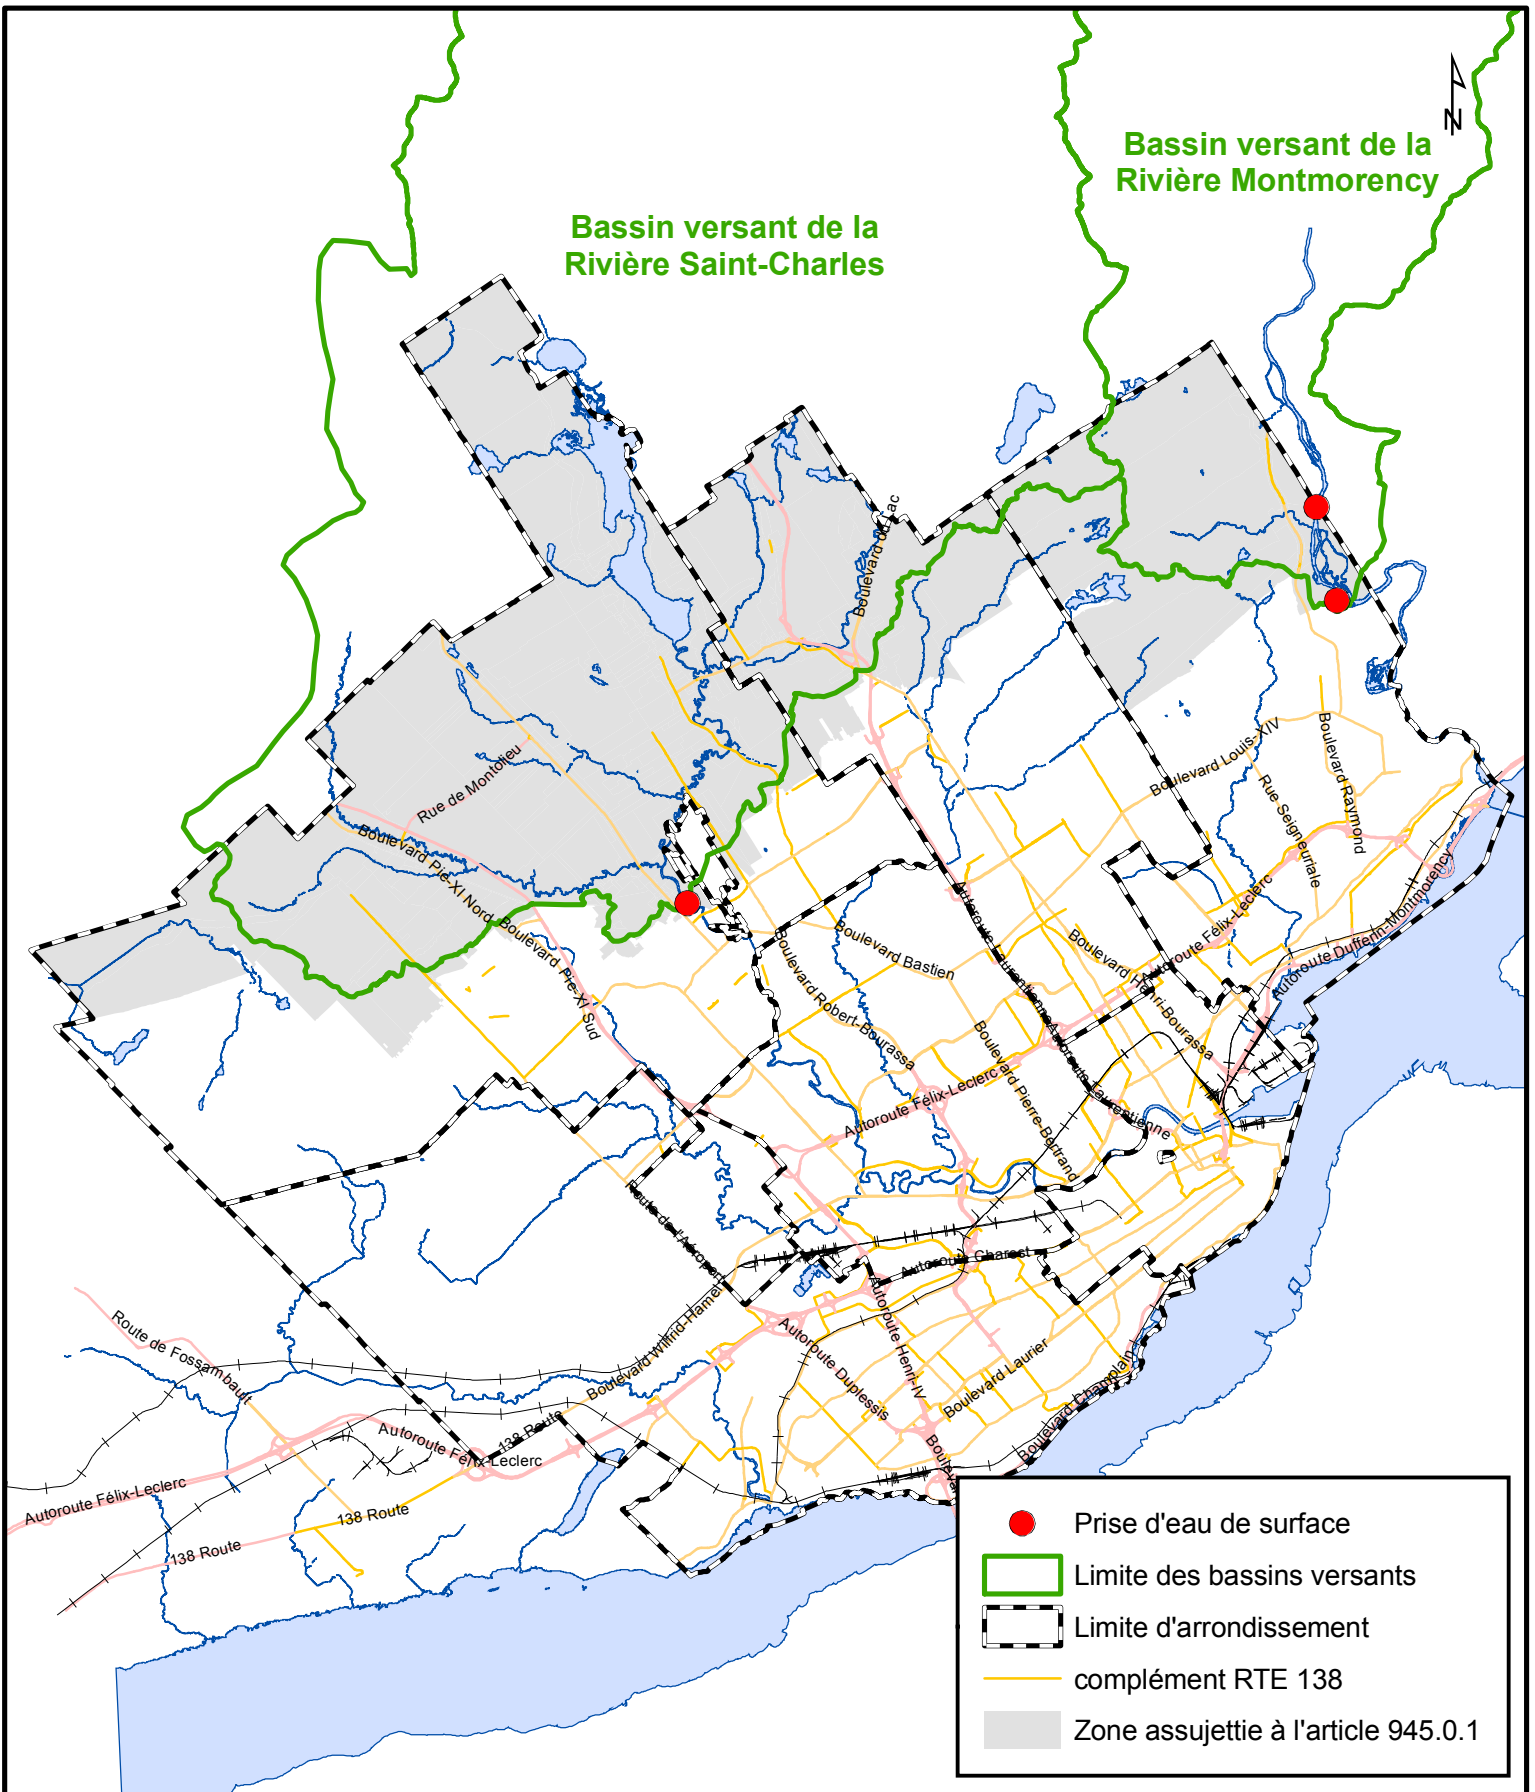 N
Bassin versant de la
Rivière Montmorency
Bassin versant de la
Rivière Saint-Charles
Boulevard du Lac
Rue de Montolieu
Boulevard Louis-XIV
Boulevard Raymond
Rue Seigneuriale
Boulevard Pie-XI Nord
Boulevard Pie-XI Sud
Boulevard Bastien
Boulevard Robert-Bourassa
Autoroute Laurentienne
Autoroute Laurentienne
Boulevard Henri-Bourassa
Autoroute Félix-Leclerc
Autoroute Dufferin-Montmorency
Boulevard Pierre-Bertrand
Autoroute Félix-Leclerc
Route de l'Aéroport
Autoroute Charest
Boulevard Wilfrid-Hamel
Autoroute Henri-IV
Autoroute Duplessis
Boulevard Laurier
Boulevard Champlain
Route de Fossambault
Autoroute Félix-Leclerc
138 Route
Autoroute Félix-Leclerc
138 Route
138 Route
Prise d'eau de surface
Limite des bassins versants
Limite d'arrondissement
complément RTE 138
Zone assujettie à l'article 945.0.1